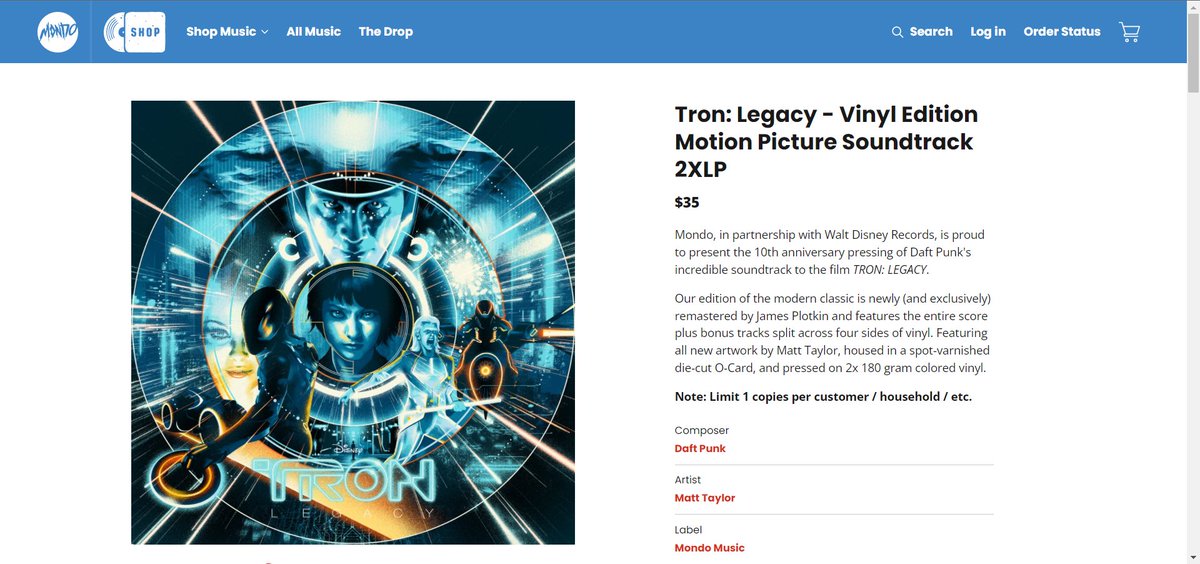 MONDO
SHOP
Shop Music
All Music
The Drop
Search
Log in
Order Status
Tron: Legacy - Vinyl Edition
Motion Picture Soundtrack
2XLP
$35
Mondo, in partnership with Walt Disney Records, is proud
to present the 10th anniversary pressing of Daft Punk's
incredible soundtrack to the film TRON: LEGACY.
Our edition of the modern classic is newly (and exclusively)
remastered by James Plotkin and features the entire score
plus bonus tracks split across four sides of vinyl. Featuring
all new artwork by Matt Taylor, housed in a spot-varnished
die-cut O-Card, and pressed on 2x 180 gram colored vinyl.
Note: Limit 1 copies per customer / household / etc.
Composer
Daft Punk
Artist
Matt Taylor
Label
Mondo Music
DISNEY
TRON
LEGACY